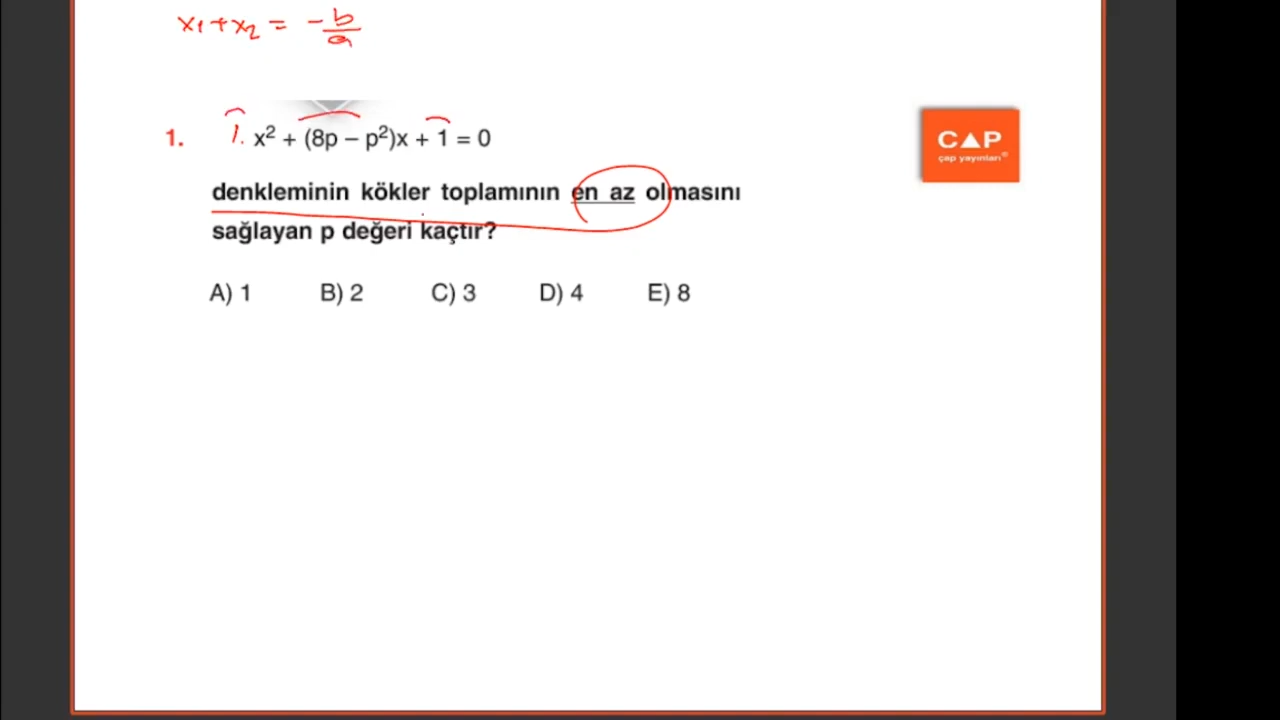 x₁+x₂ = -b/a
1. 1. x² + (8p – p²)x + 1 = 0
CAP
çap yayınları®
denkleminin kökler toplamının en az olmasını
sağlayan p değeri kaçtır?
A) 1 B) 2 C) 3 D) 4 E) 8